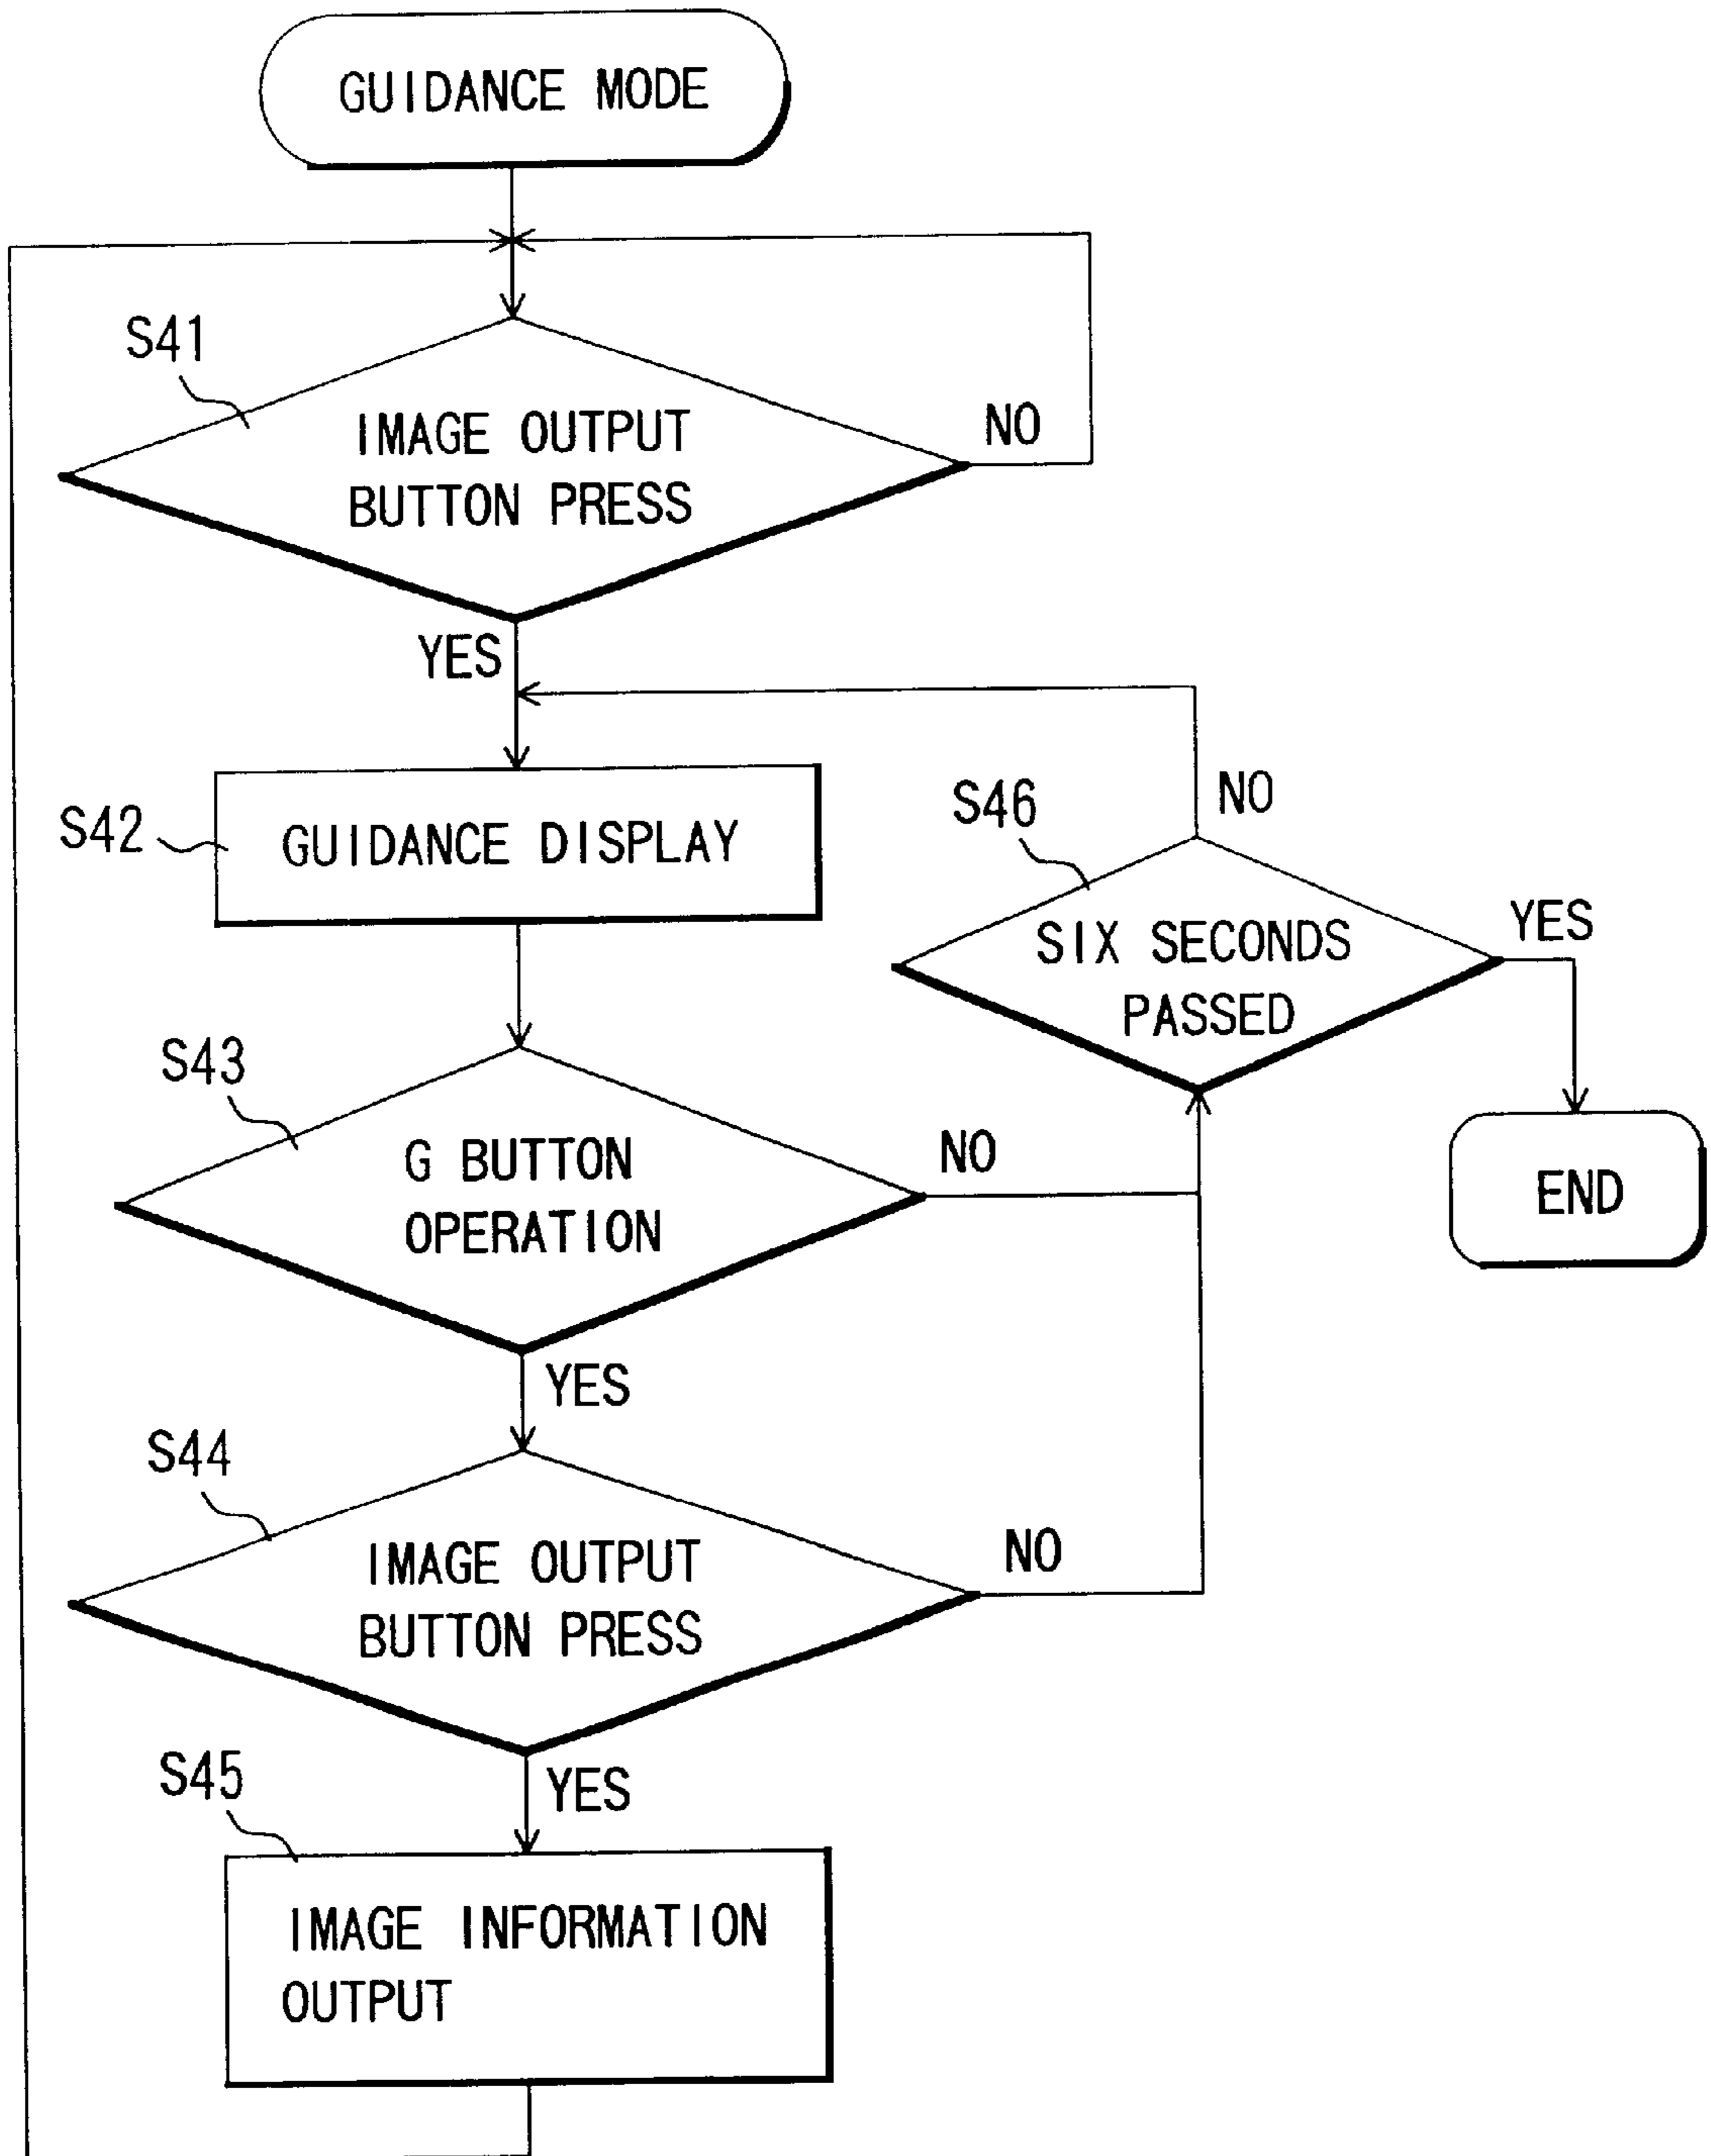 GUIDANCE MODE
S41
IMAGE OUTPUT
BUTTON PRESS
NO
YES
S42
GUIDANCE DISPLAY
S46
NO
SIX SECONDS
PASSED
YES
END
S43
G BUTTON
OPERATION
NO
YES
S44
IMAGE OUTPUT
BUTTON PRESS
NO
YES
S45
IMAGE INFORMATION
OUTPUT